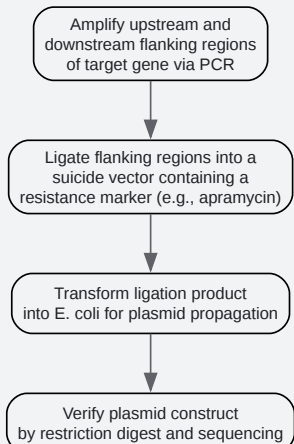 Amplify upstream and
downstream flanking regions
of target gene via PCR
Ligate flanking regions into a
suicide vector containing a
resistance marker (e.g., apramycin)
Transform ligation product
into E. coli for plasmid propagation
Verify plasmid construct
by restriction digest and sequencing